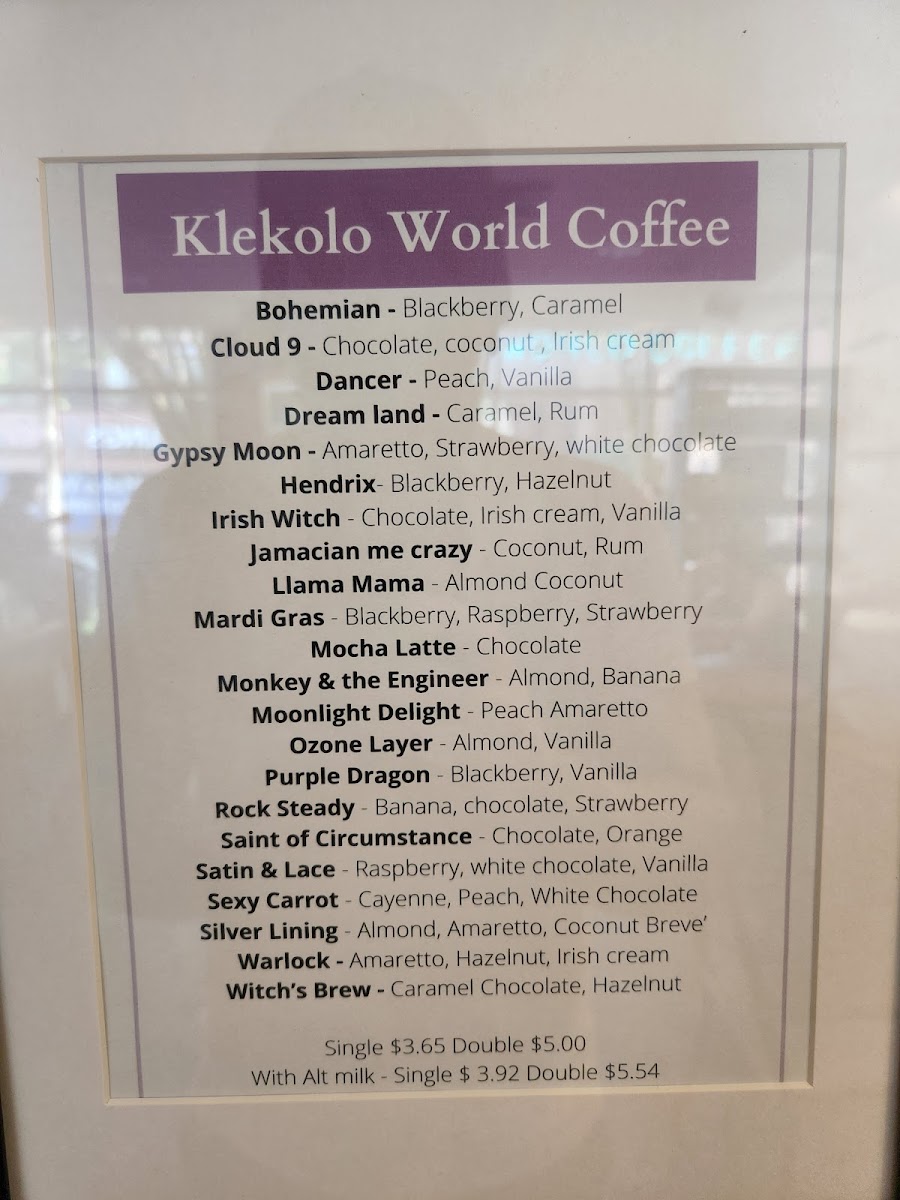 Klekolo World Coffee
Bohemian - Blackberry, Caramel
Cloud 9 - Chocolate, coconut , Irish cream
Dancer - Peach, Vanilla
Dream land - Caramel, Rum
Gypsy Moon - Amaretto, Strawberry, white chocolate
Hendrix- Blackberry, Hazelnut
Irish Witch - Chocolate, Irish cream, Vanilla
Jamacian me crazy - Coconut, Rum
Llama Mama - Almond Coconut
Mardi Gras - Blackberry, Raspberry, Strawberry
Mocha Latte - Chocolate
Monkey & the Engineer - Almond, Banana
Moonlight Delight - Peach Amaretto
Ozone Layer - Almond, Vanilla
Purple Dragon - Blackberry, Vanilla
Rock Steady - Banana, chocolate, Strawberry
Saint of Circumstance - Chocolate, Orange
Satin & Lace - Raspberry, white chocolate, Vanilla
Sexy Carrot - Cayenne, Peach, White Chocolate
Silver Lining - Almond, Amaretto, Coconut Breve’
Warlock - Amaretto, Hazelnut, Irish cream
Witch’s Brew - Caramel Chocolate, Hazelnut
Single $3.65 Double $5.00
With Alt milk - Single $ 3.92 Double $5.54